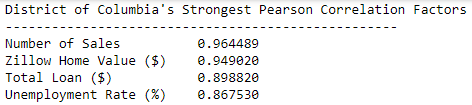 District of Columbia's Strongest Pearson Correlation Factors
------------------------------------------------
Number of Sales 0.964489
Zillow Home Value ($) 0.949020
Total Loan ($) 0.898820
Unemployment Rate (%) 0.867530